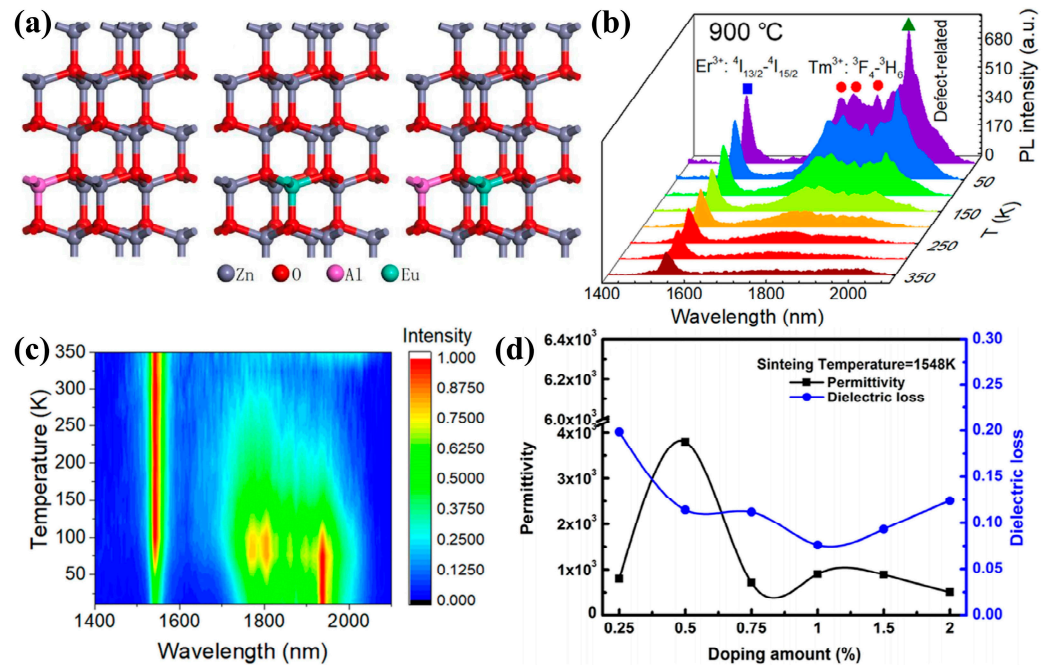 (a)
Zn O Al Eu
(b)
900 °C
Er³⁺: ⁴I₁₃/₂-⁴I₁₅/₂
Tm³⁺: ³F₄-³H₆
Defect-related
680
510
340
170
0
PL intensity (a.u.)
50
150
250
350
T (K)
1400 1600 1800 2000
Wavelength (nm)
(c)
Intensity
350
300
250
200
150
100
50
Temperature (K)
1400 1600 1800 2000
Wavelength (nm)
1.000
0.8750
0.7500
0.6250
0.5000
0.3750
0.2500
0.1250
0.000
(d)
Sinteing Temperature=1548K
Permittivity
Dielectric loss
6.4x10³
6.2x10³
6.0x10³
4x10³
3x10³
2x10³
1x10³
0
Permittivity
0.30
0.25
0.20
0.15
0.10
0.05
0.00
Dielectric loss
0.25 0.5 0.75 1 1.5 2
Doping amount (%)